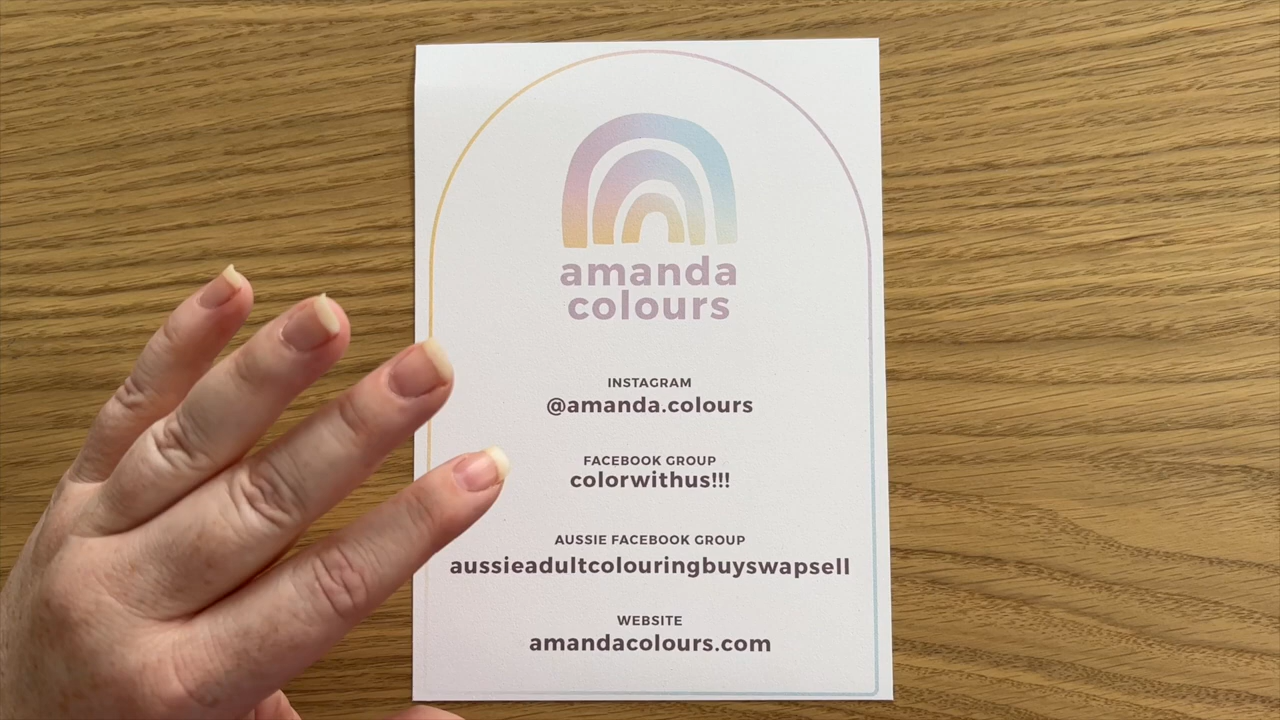 amanda
colours
INSTAGRAM
@amanda.colours
FACEBOOK GROUP
colorwithus!!!
AUSSIE FACEBOOK GROUP
aussieadultcolouringbuyswapsell
WEBSITE
amandacolours.com